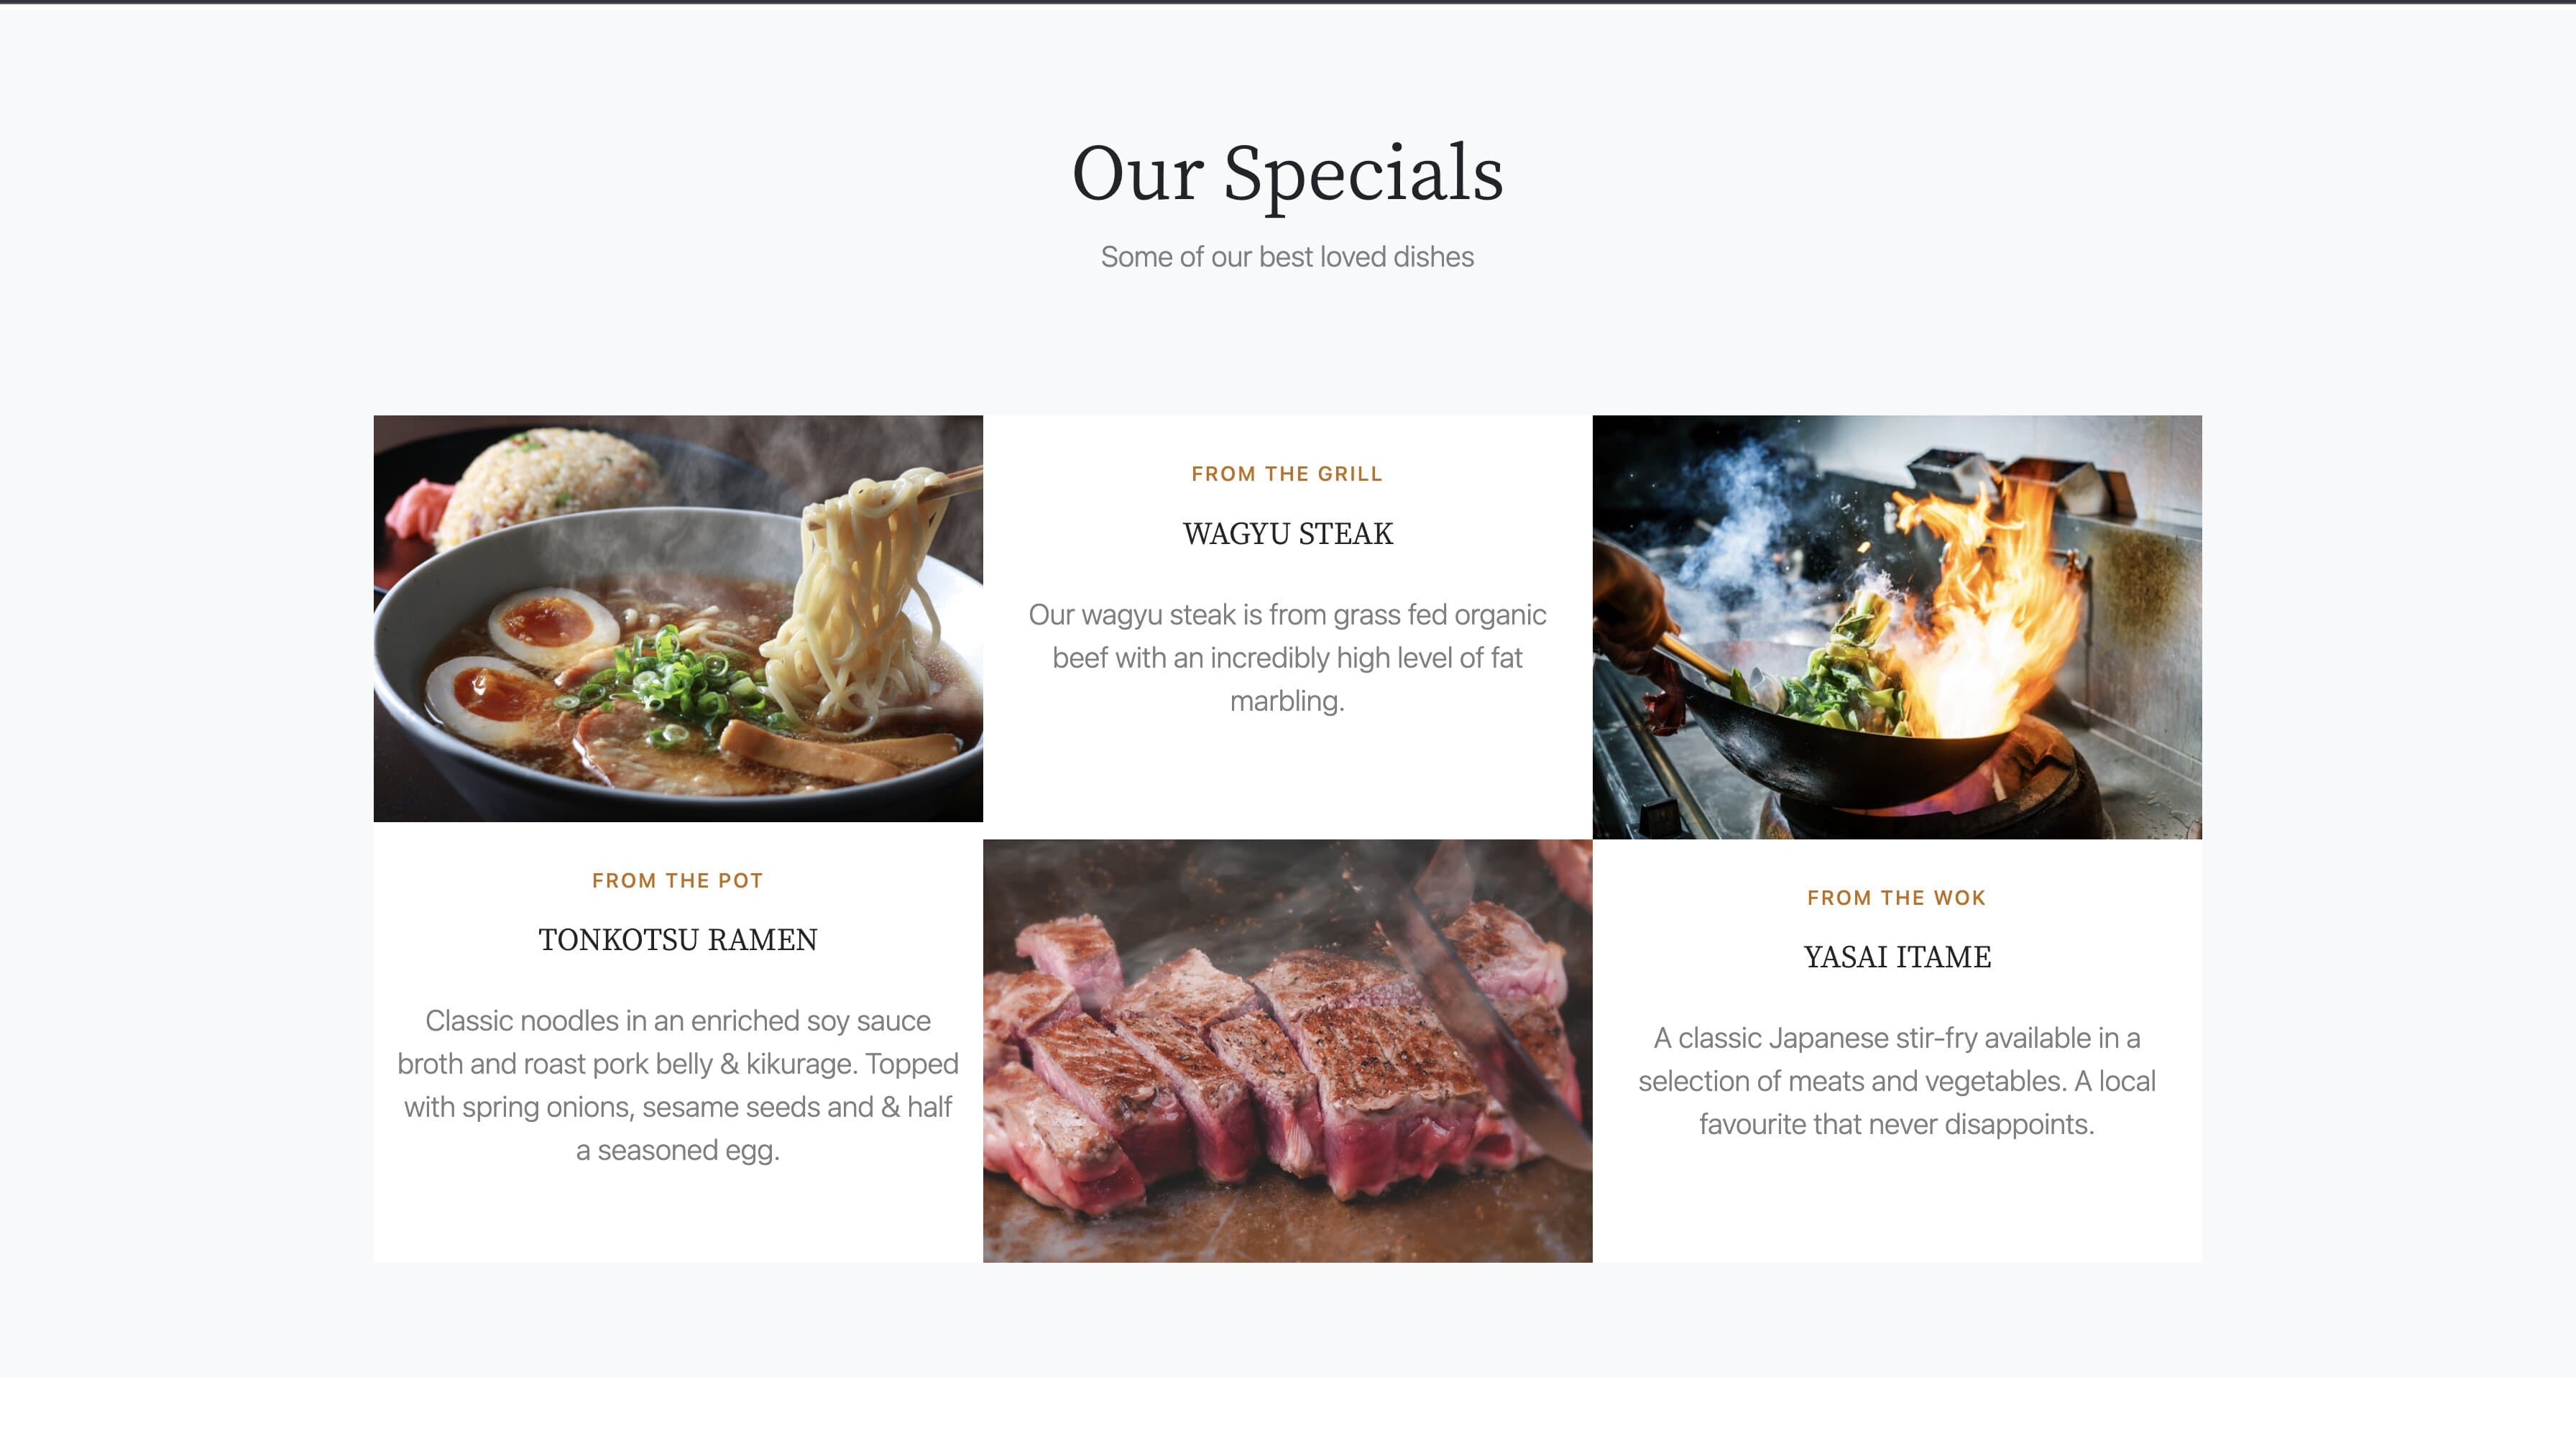 Our Specials
Some of our best loved dishes
FROM THE GRILL
WAGYU STEAK
Our wagyu steak is from grass fed organic
beef with an incredibly high level of fat
marbling.
FROM THE POT
TONKOTSU RAMEN
Classic noodles in an enriched soy sauce
broth and roast pork belly & kikurage. Topped
with spring onions, sesame seeds and & half
a seasoned egg.
FROM THE WOK
YASAI ITAME
A classic Japanese stir-fry available in a
selection of meats and vegetables. A local
favourite that never disappoints.